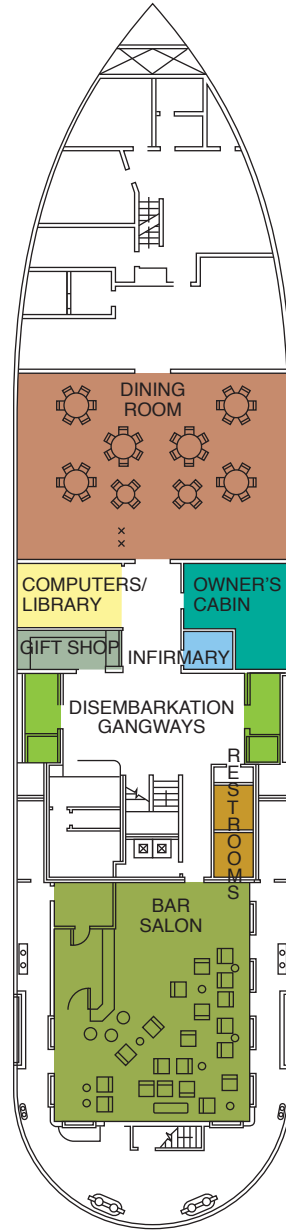 DINING
ROOM
COMPUTERS/
LIBRARY
OWNER'S
CABIN
GIFT SHOP
INFIRMARY
DISEMBARKATION
GANGWAYS
RESTROOMS
BAR
SALON